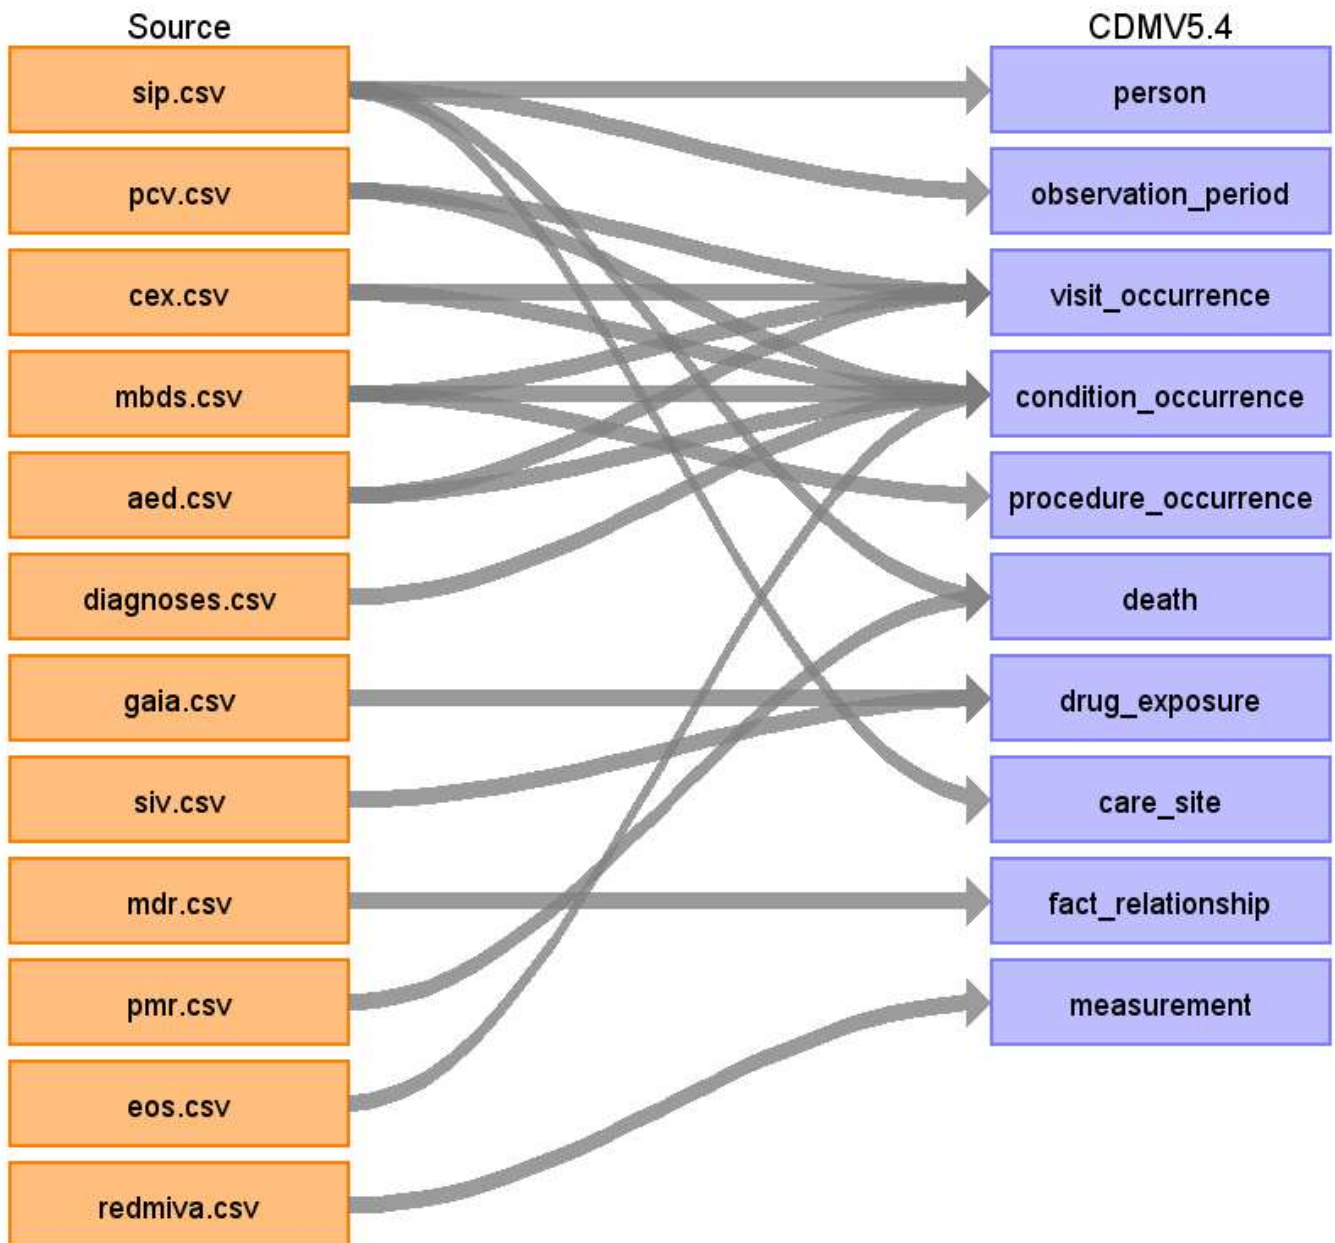 Source CDMV5.4
sip.csv person
pcv.csv observation_period
cex.csv visit_occurrence
mbds.csv condition_occurrence
aed.csv procedure_occurrence
diagnoses.csv death
gaia.csv drug_exposure
siv.csv care_site
mdr.csv fact_relationship
pmr.csv measurement
eos.csv
redmiva.csv